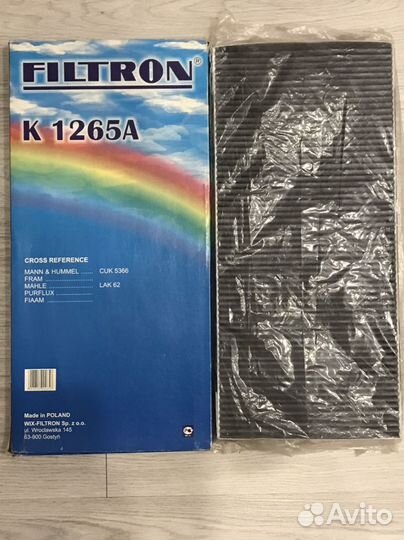 FILTRON®
K 1265A
CROSS REFERENCE
MANN & HUMMEL ....... CUK 5366
FRAM ..............................
MAHLE ........................... LAK 62
PURFLUX ........................
FIAAM .............................
Made in POLAND
WIX-FILTRON Sp. z o.o.
ul. Wrocławska 145
63-800 Gostyń
Avito